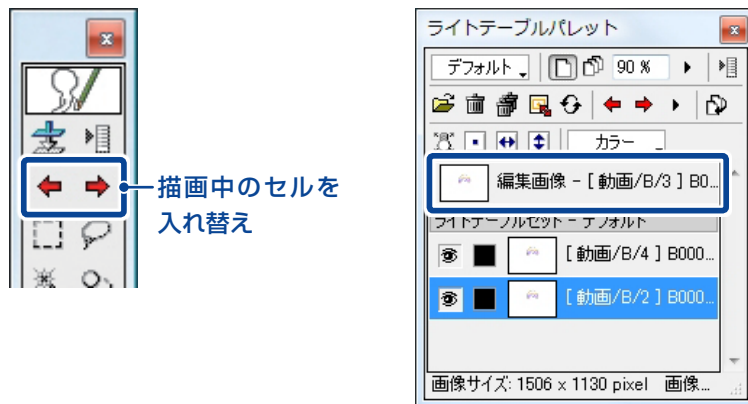 描画中のセルを
入れ替え
ライトテーブルパレット
デフォルト 90 %
カラー
編集画像 - [ 動画/B/3 ] B0...
ライトテーブルセット - デフォルト
[ 動画/B/4 ] B000...
[ 動画/B/2 ] B000...
画像サイズ: 1506 x 1130 pixel 画像...